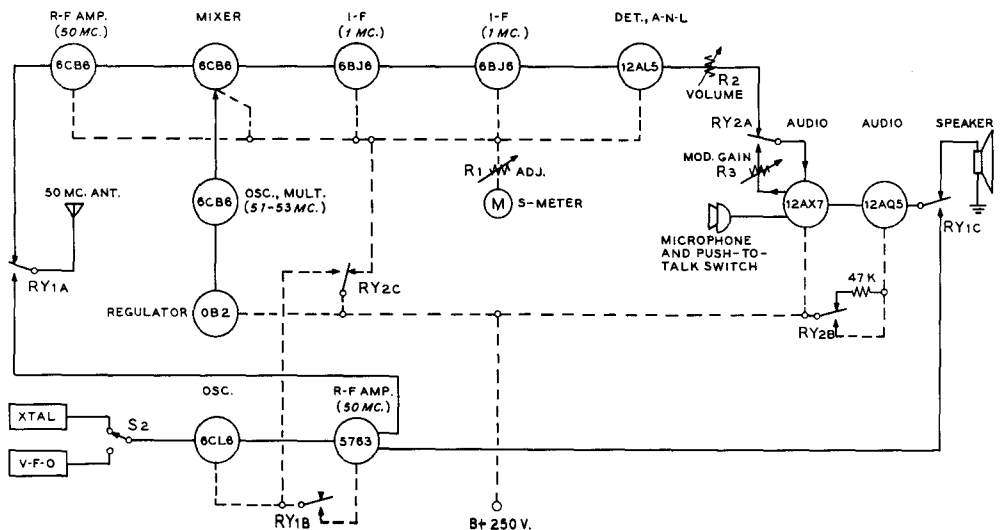 R-F AMP.
(50 MC.)
MIXER
I-F
(1 MC.)
I-F
(1 MC.)
DET., A-N-L
6CB6
6CB6
6BJ6
6BJ6
12AL5
R2
VOLUME
RY2A
AUDIO
AUDIO
SPEAKER
MOD. GAIN
R3
R1
ADJ.
50 MC. ANT.
6CB6
OSC., MULT.
(51-53 MC.)
M
S-METER
12AX7
12AQ5
RY1C
MICROPHONE
AND PUSH-TO-
TALK SWITCH
RY1A
47 K
RY2C
REGULATOR
0B2
RY2B
OSC.
R-F AMP.
(50 MC.)
XTAL
S2
6CL6
5763
V-F-O
RY1B
B+ 250 V.